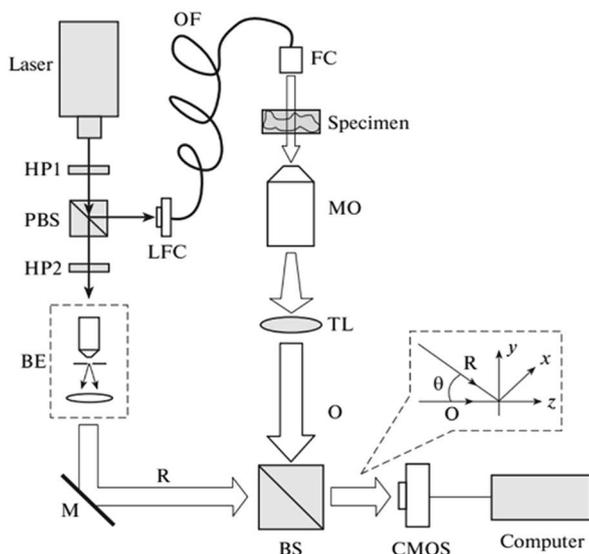 OF
Laser
FC
Specimen
HP1
PBS
LFC
MO
HP2
BE
TL
y
x
R
θ
O
z
O
R
M
BS
CMOS
Computer